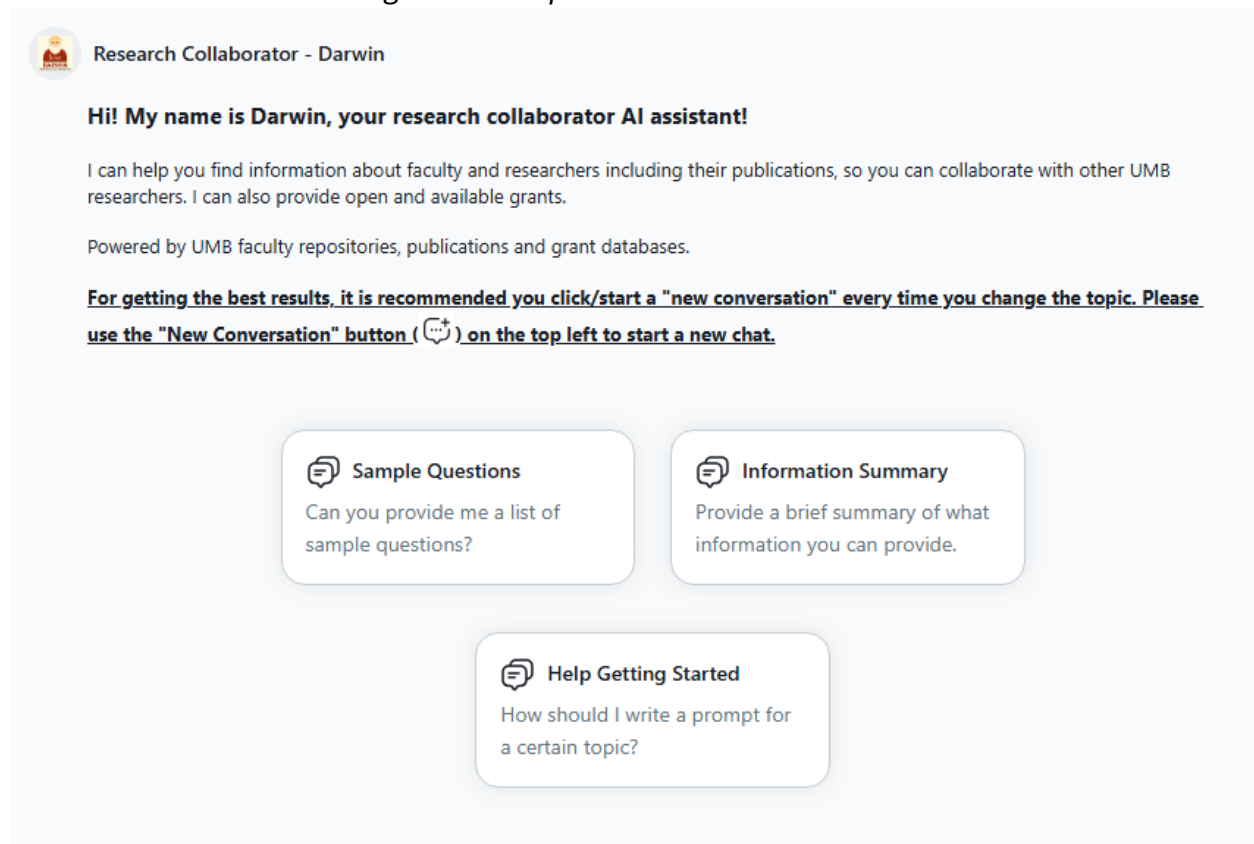 Research Collaborator - Darwin
Hi! My name is Darwin, your research collaborator AI assistant!
I can help you find information about faculty and researchers including their publications, so you can collaborate with other UMB
researchers. I can also provide open and available grants.
Powered by UMB faculty repositories, publications and grant databases.
For getting the best results, it is recommended you click/start a "new conversation" every time you change the topic. Please
use the "New Conversation" button ( ) on the top left to start a new chat.
Sample Questions
Can you provide me a list of
sample questions?
Information Summary
Provide a brief summary of what
information you can provide.
Help Getting Started
How should I write a prompt for
a certain topic?